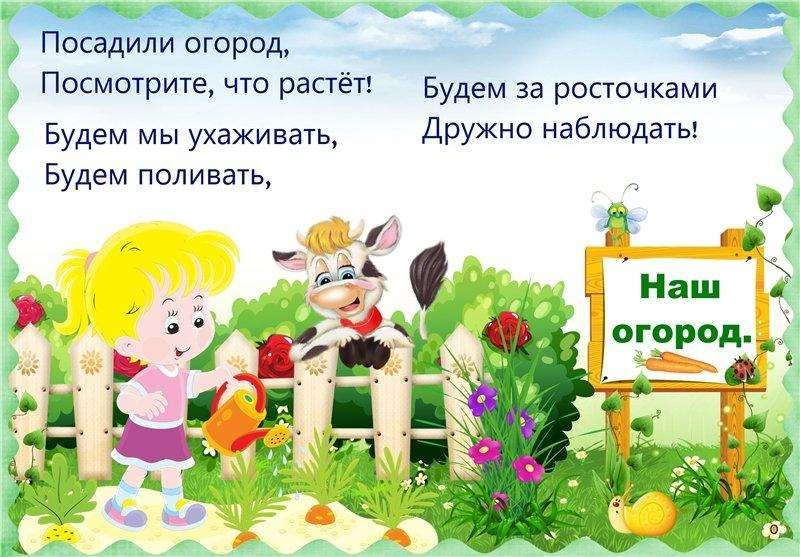 Посадили огород,
Посмотрите, что растёт!
Будем мы ухаживать,
Будем поливать,
Будем за росточками
Дружно наблюдать!
Наш
огород.